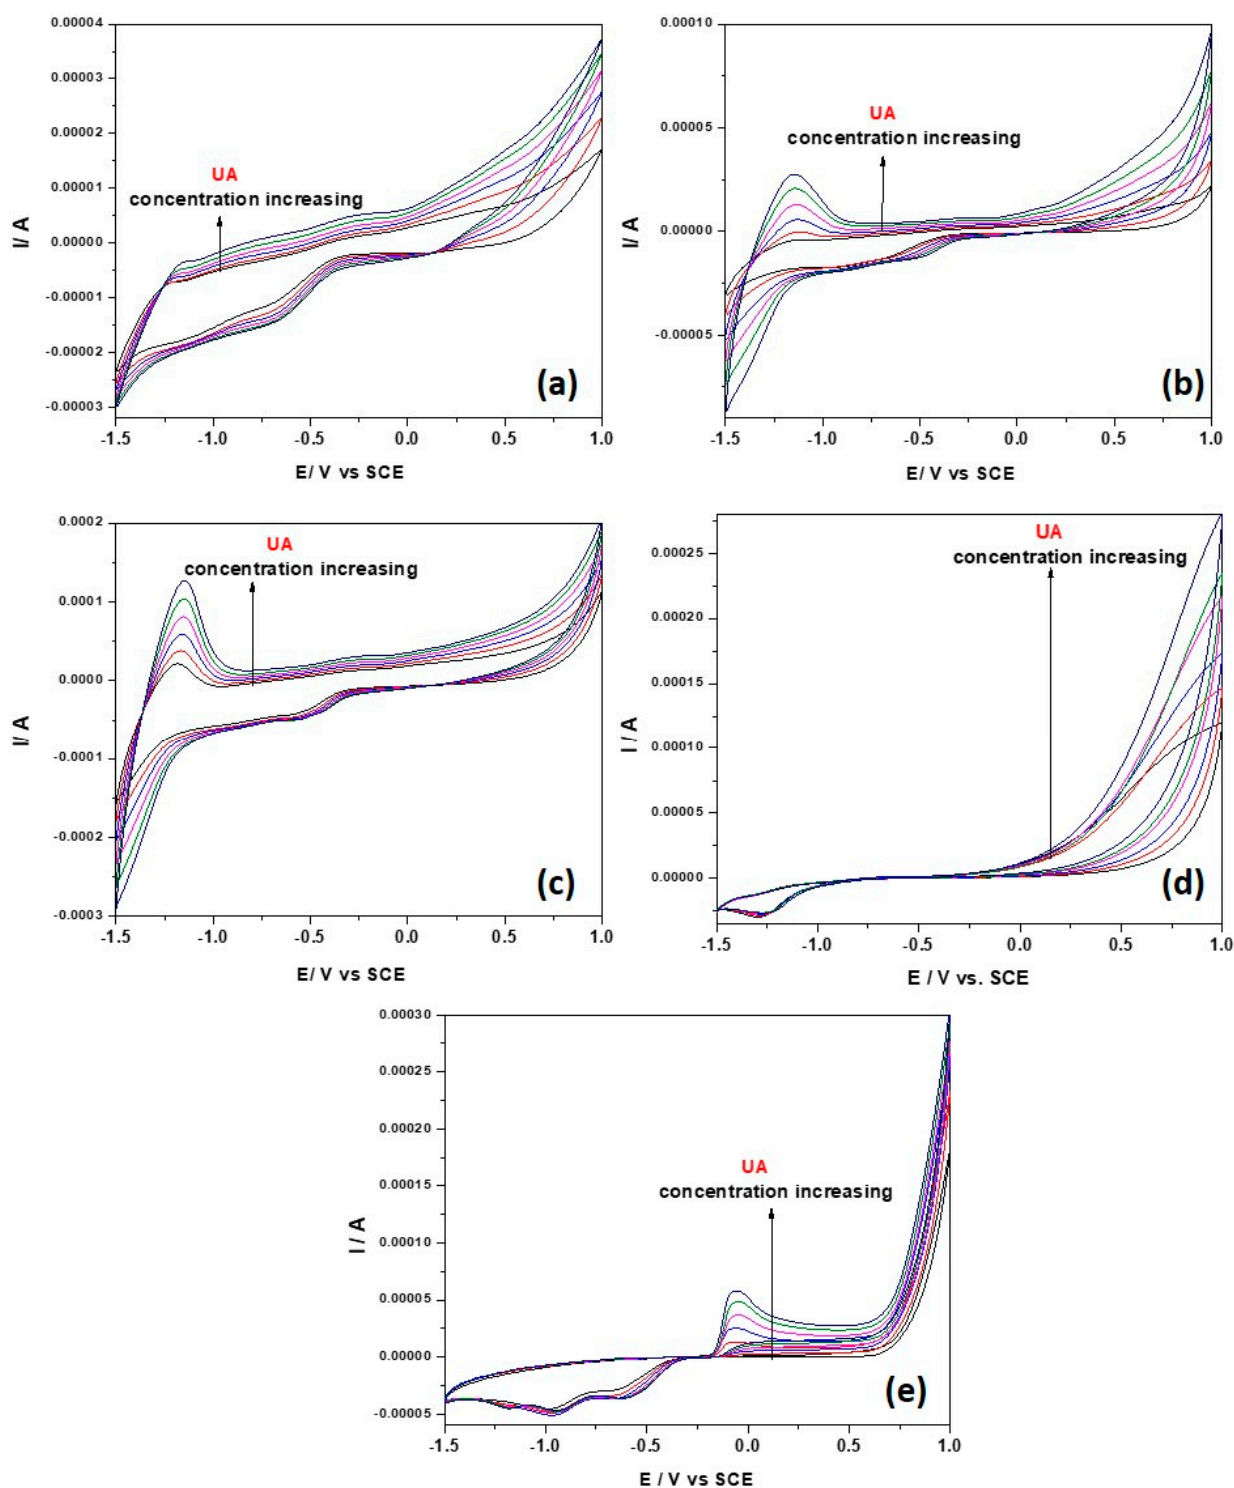 0.00004
0.00003
0.00002
0.00001
0.00000
-0.00001
-0.00002
-0.00003
I/ A
UA
concentration increasing
(a)
-1.5 -1.0 -0.5 0.0 0.5 1.0
E/ V vs SCE
0.00010
0.00005
0.00000
-0.00005
I/ A
UA
concentration increasing
(b)
-1.5 -1.0 -0.5 0.0 0.5 1.0
E/ V vs SCE
0.0002
0.0001
0.0000
-0.0001
-0.0002
-0.0003
I/ A
UA
concentration increasing
(c)
-1.5 -1.0 -0.5 0.0 0.5 1.0
E/ V vs SCE
0.00025
0.00020
0.00015
0.00010
0.00005
0.00000
I / A
UA
concentration increasing
(d)
-1.5 -1.0 -0.5 0.0 0.5 1.0
E / V vs. SCE
0.00030
0.00025
0.00020
0.00015
0.00010
0.00005
0.00000
-0.00005
I / A
UA
concentration increasing
(e)
-1.5 -1.0 -0.5 0.0 0.5 1.0
E / V vs SCE